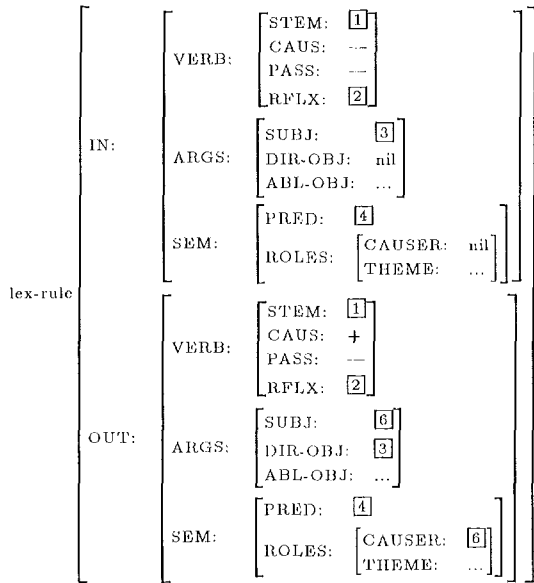 STEM: 1
VERB: CAUS: —
PASS: —
RFLX: 2
SUBJ: 3
IN: ARGS: DIR-OBJ: nil
ABL-OBJ: ...
PRED: 4
SEM: ROLES: CAUSER: nil
THEME: ...
lex-rule
STEM: 1
VERB: CAUS: +
PASS: —
RFLX: 2
SUBJ: 6
OUT: ARGS: DIR-OBJ: 3
ABL-OBJ: ...
PRED: 4
SEM: ROLES: CAUSER: 6
THEME: ...